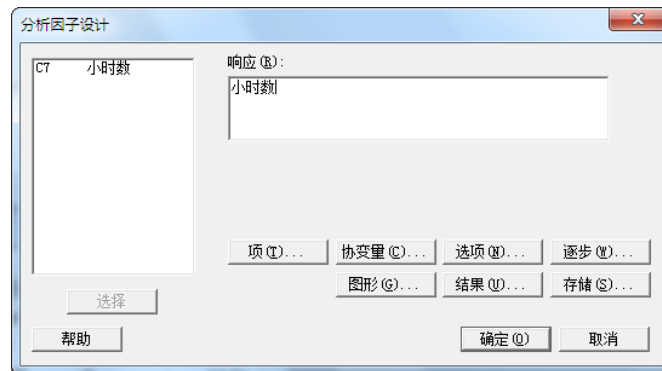 分析因子设计
C7 小时数
响应(R):
小时数
项(T)... 协变量(C)... 选项(N)... 逐步(W)...
图形(G)... 结果(U)... 存储(S)...
选择
帮助 确定(O) 取消